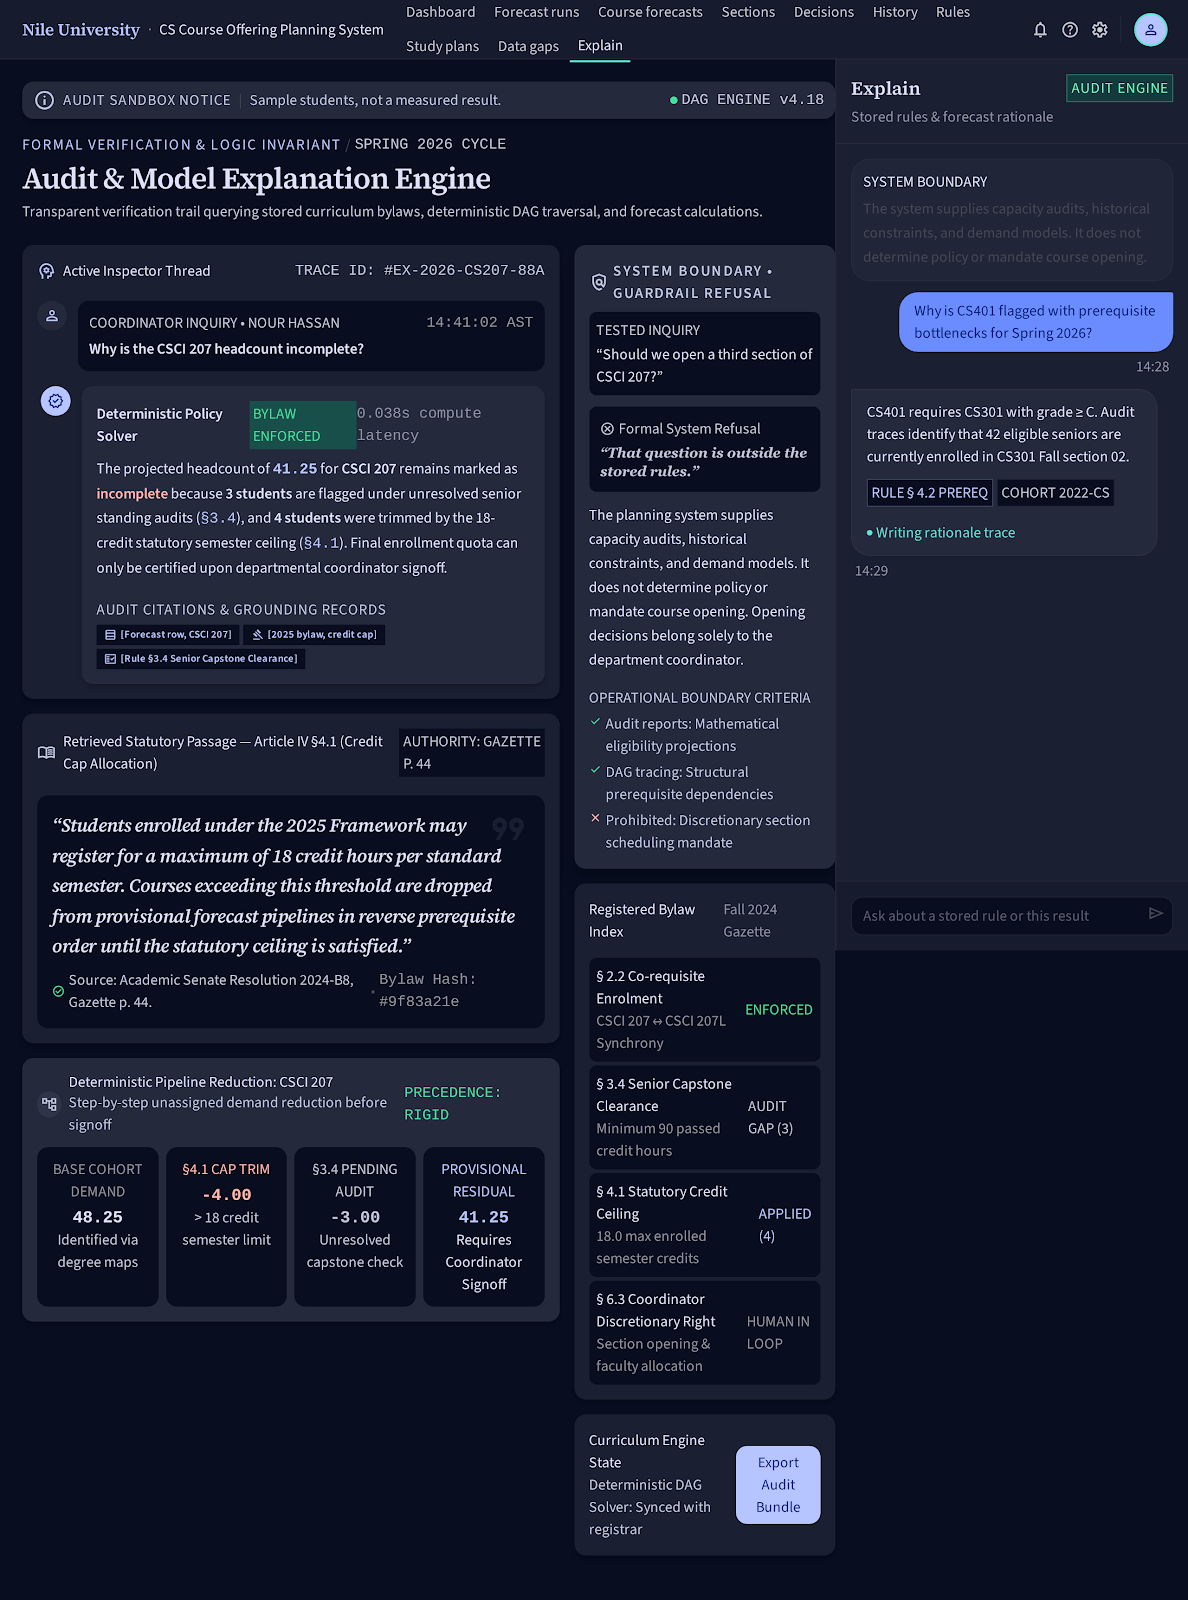 Nile University · CS Course Offering Planning System
Dashboard Forecast runs Course forecasts Sections Decisions History Rules
Study plans Data gaps Explain
AUDIT SANDBOX NOTICE Sample students, not a measured result. DAG ENGINE v4.18
FORMAL VERIFICATION & LOGIC INVARIANT / SPRING 2026 CYCLE
Audit & Model Explanation Engine
Transparent verification trail querying stored curriculum bylaws, deterministic DAG traversal, and forecast calculations.
Active Inspector Thread TRACE ID: #EX-2026-CS207-88A
COORDINATOR INQUIRY • NOUR HASSAN 14:41:02 AST
Why is the CSCI 207 headcount incomplete?
Deterministic Policy
Solver
BYLAW
ENFORCED
0.038s compute
latency
The projected headcount of 41.25 for CSCI 207 remains marked as
incomplete because 3 students are flagged under unresolved senior
standing audits (§3.4), and 4 students were trimmed by the 18-
credit statutory semester ceiling (§4.1). Final enrollment quota can
only be certified upon departmental coordinator signoff.
AUDIT CITATIONS & GROUNDING RECORDS
[Forecast row, CSCI 207] [2025 bylaw, credit cap]
[Rule §3.4 Senior Capstone Clearance]
Retrieved Statutory Passage — Article IV §4.1 (Credit
Cap Allocation)
AUTHORITY: GAZETTE
P. 44
“Students enrolled under the 2025 Framework may
register for a maximum of 18 credit hours per standard
semester. Courses exceeding this threshold are dropped
from provisional forecast pipelines in reverse prerequisite
order until the statutory ceiling is satisfied.”
Source: Academic Senate Resolution 2024-B8,
Gazette p. 44.
• Bylaw Hash:
#9f83a21e
Deterministic Pipeline Reduction: CSCI 207
Step-by-step unassigned demand reduction before
signoff
PRECEDENCE:
RIGID
BASE COHORT
DEMAND
48.25
Identified via
degree maps
§4.1 CAP TRIM
-4.00
> 18 credit
semester limit
§3.4 PENDING
AUDIT
-3.00
Unresolved
capstone check
PROVISIONAL
RESIDUAL
41.25
Requires
Coordinator
Signoff
SYSTEM BOUNDARY •
GUARDRAIL REFUSAL
TESTED INQUIRY
“Should we open a third section of
CSCI 207?”
Formal System Refusal
“That question is outside the
stored rules.”
The planning system supplies
capacity audits, historical
constraints, and demand models. It
does not determine policy or
mandate course opening. Opening
decisions belong solely to the
department coordinator.
OPERATIONAL BOUNDARY CRITERIA
Audit reports: Mathematical
eligibility projections
DAG tracing: Structural
prerequisite dependencies
Prohibited: Discretionary section
scheduling mandate
Registered Bylaw
Index
Fall 2024
Gazette
§ 2.2 Co-requisite
Enrolment
CSCI 207 ↔ CSCI 207L
Synchrony
ENFORCED
§ 3.4 Senior Capstone
Clearance
Minimum 90 passed
credit hours
AUDIT
GAP (3)
§ 4.1 Statutory Credit
Ceiling
18.0 max enrolled
semester credits
APPLIED
(4)
§ 6.3 Coordinator
Discretionary Right
Section opening &
faculty allocation
HUMAN IN
LOOP
Curriculum Engine
State
Deterministic DAG
Solver: Synced with
registrar
Export
Audit
Bundle
Explain AUDIT ENGINE
Stored rules & forecast rationale
SYSTEM BOUNDARY
The system supplies capacity audits, historical
constraints, and demand models. It does not
determine policy or mandate course opening.
Why is CS401 flagged with prerequisite
bottlenecks for Spring 2026?
14:28
CS401 requires CS301 with grade ≥ C. Audit
traces identify that 42 eligible seniors are
currently enrolled in CS301 Fall section 02.
RULE § 4.2 PREREQ COHORT 2022-CS
• Writing rationale trace
14:29
Ask about a stored rule or this result